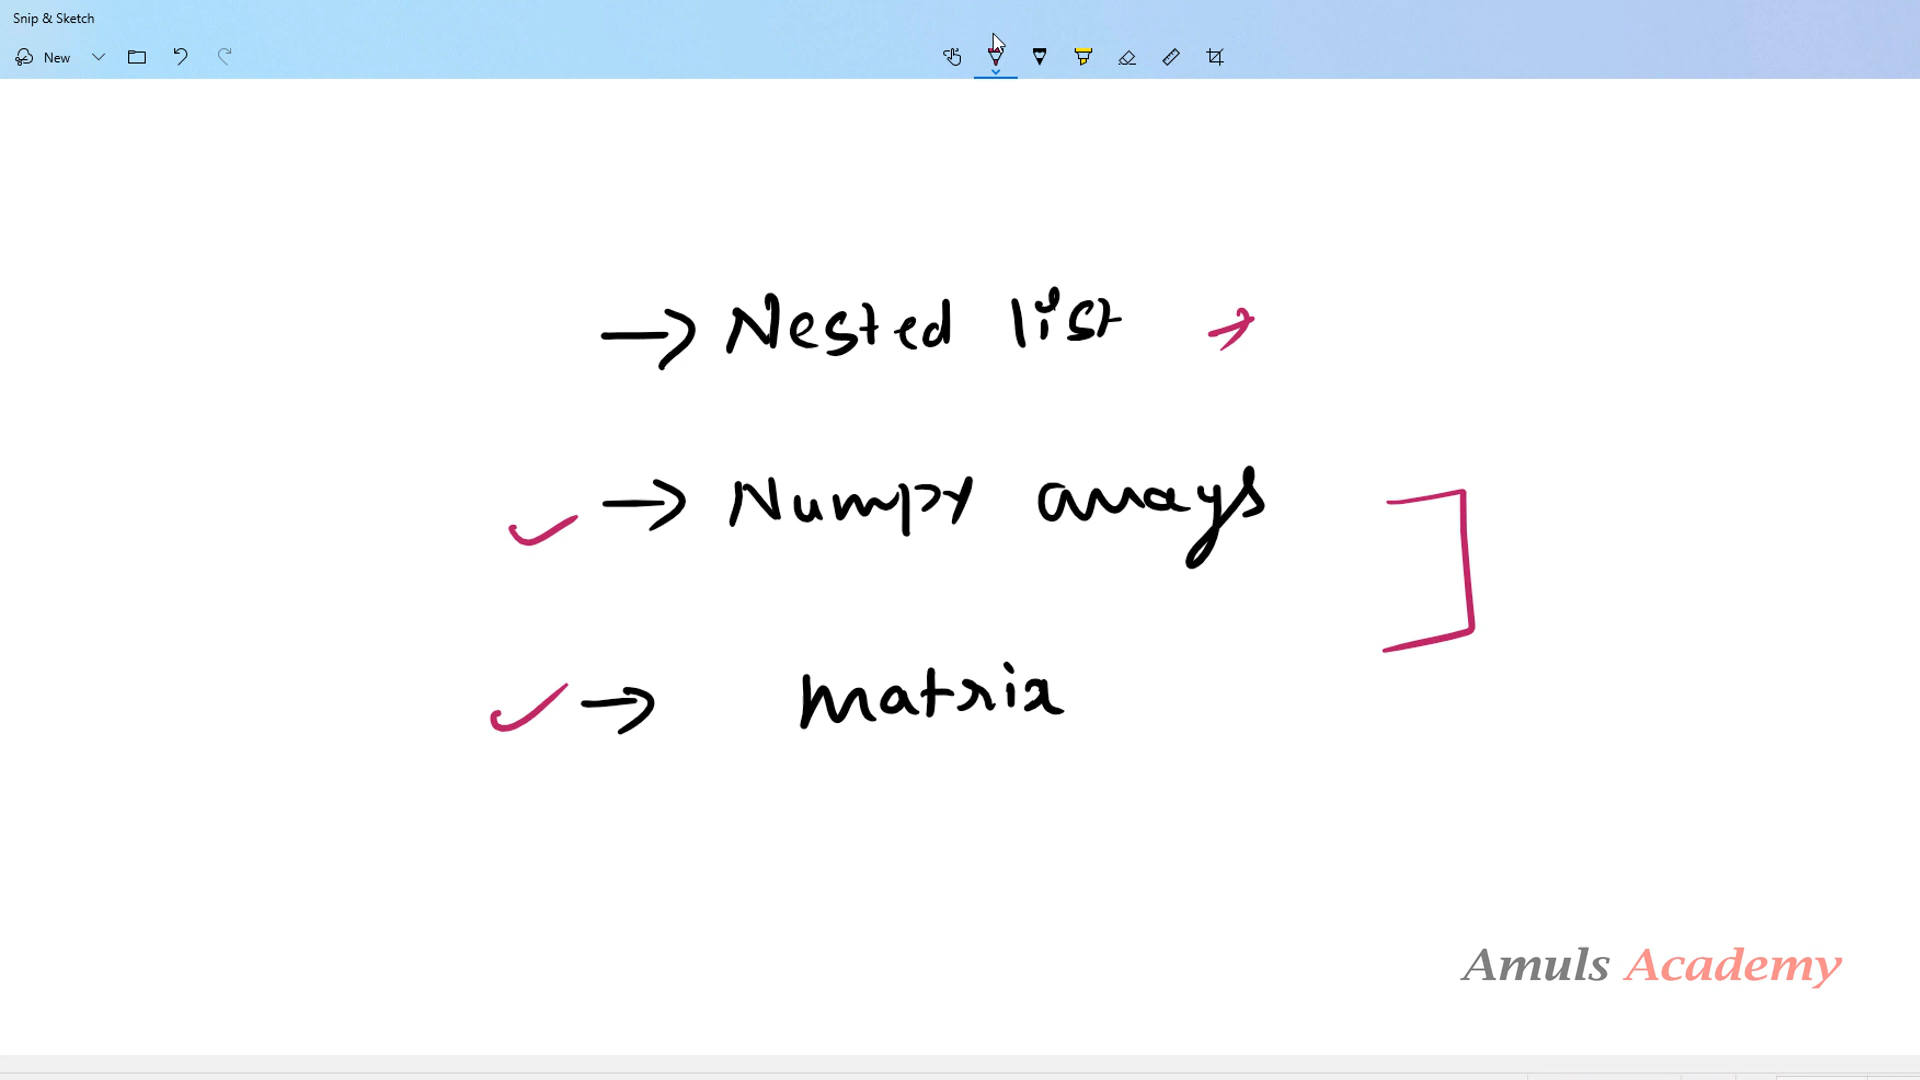 Snip & Sketch
New
→ Nested list
→ Numpy arrays
→ matrix
Amuls Academy